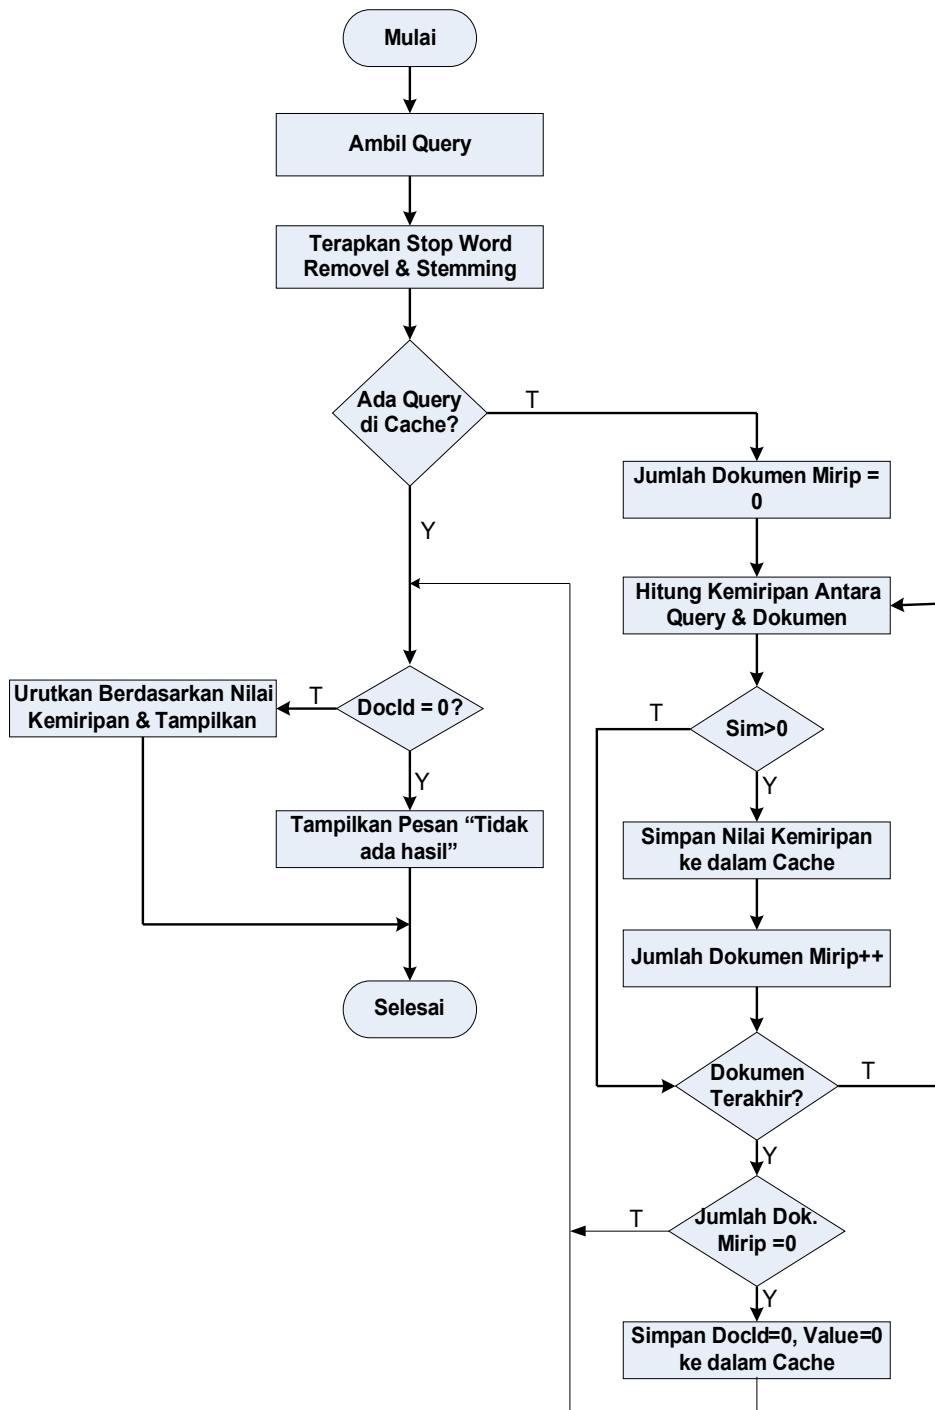 Mulai
Ambil Query
Terapkan Stop Word
Removel & Stemming
Ada Query
di Cache?
T
Y
Jumlah Dokumen Mirip =
0
Hitung Kemiripan Antara
Query & Dokumen
Urutkan Berdasarkan Nilai
Kemiripan & Tampilkan
T
DocId = 0?
Y
Tampilkan Pesan “Tidak
ada hasil”
Selesai
T
Sim>0
Y
Simpan Nilai Kemiripan
ke dalam Cache
Jumlah Dokumen Mirip++
Dokumen
Terakhir?
T
Y
T
Jumlah Dok.
Mirip =0
Y
Simpan DocId=0, Value=0
ke dalam Cache